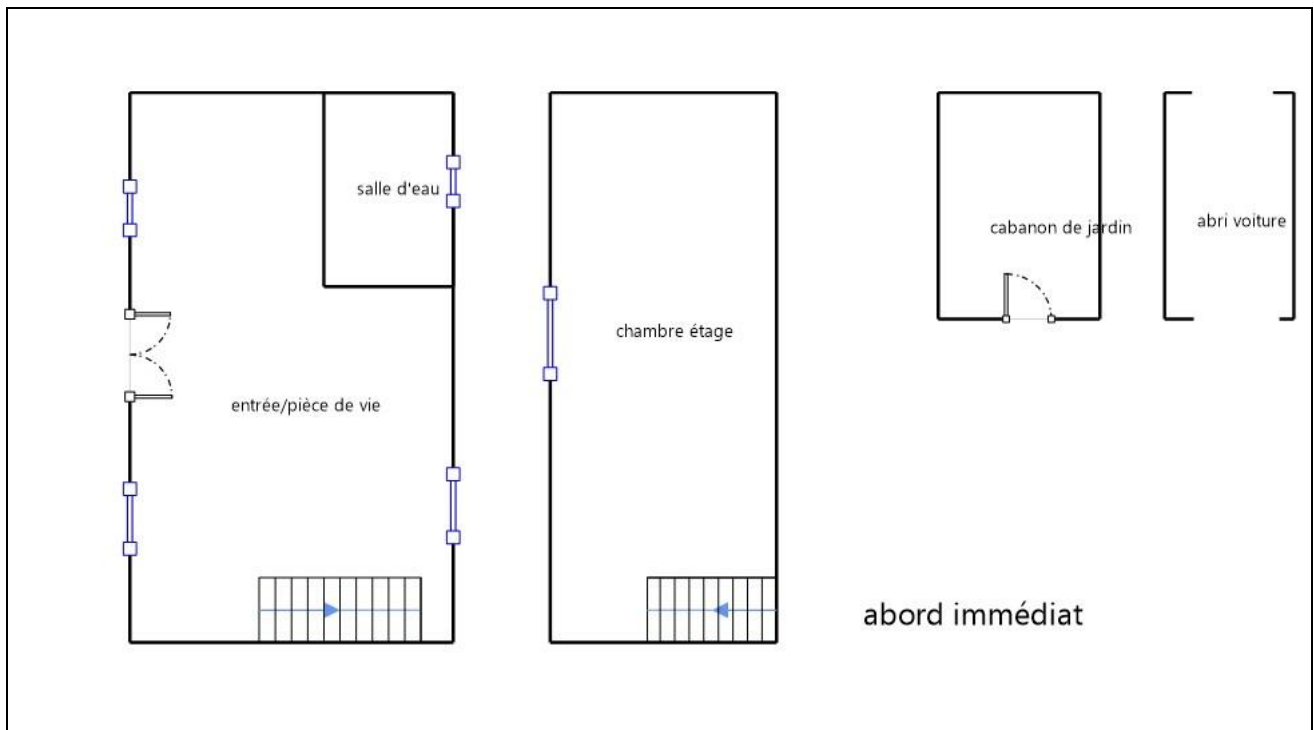 salle d'eau
entrée/pièce de vie
chambre étage
cabanon de jardin
abri voiture
abord immédiat